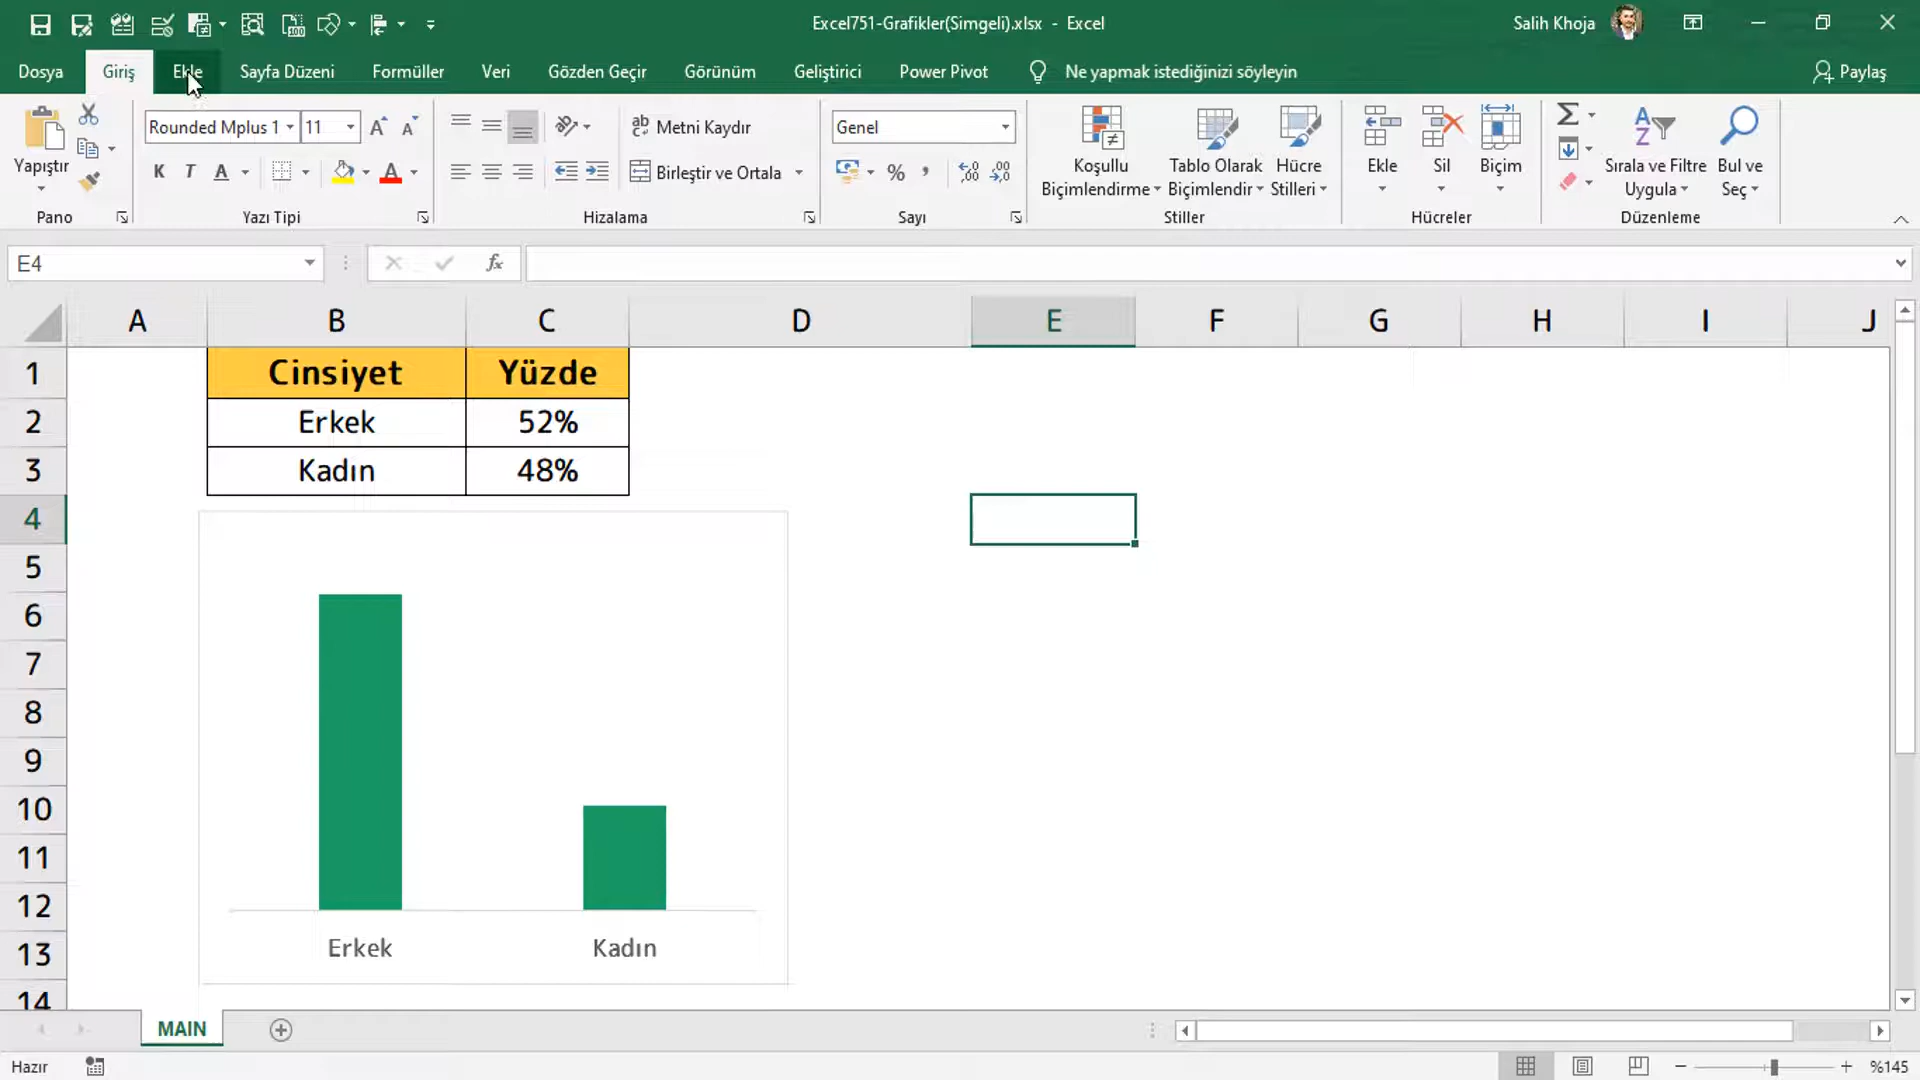 Excel751-Grafikler(Simgeli).xlsx - Excel
Salih Khoja
Dosya Giriş Ekle Sayfa Düzeni Formüller Veri Gözden Geçir Görünüm Geliştirici Power Pivot Ne yapmak istediğinizi söyleyin Paylaş
Yapıştır
Pano
Rounded Mplus 1 11
K T A A
Yazı Tipi
Metni Kaydır
Birleştir ve Ortala
Hizalama
Genel
%
Sayı
Koşullu
Biçimlendirme
Tablo Olarak
Biçimlendir
Hücre
Stilleri
Stiller
Ekle
Sil
Biçim
Hücreler
Sırala ve Filtre
Uygula
Bul ve
Seç
Düzenleme
E4
fx
A B C D E F G H I J
1 Cinsiyet Yüzde
2 Erkek 52%
3 Kadın 48%
4
5
6
7
8
9
10
11
12
13
14
Erkek Kadın
MAIN
Hazır
%145